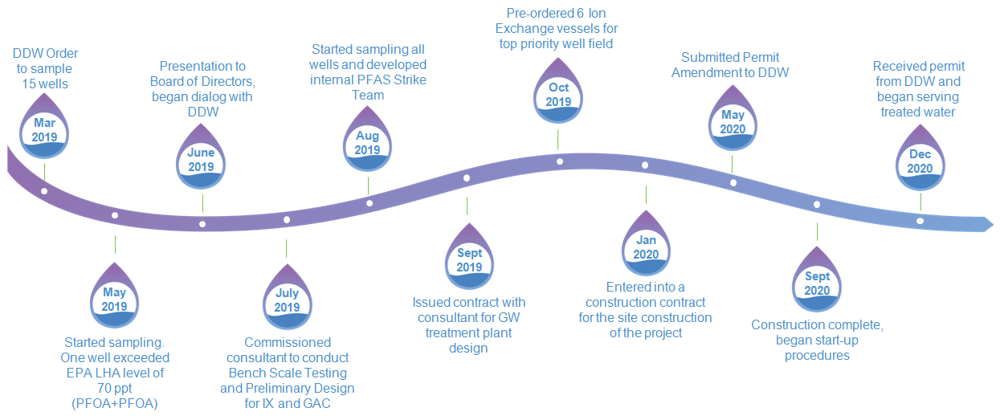 DDW Order
to sample
15 wells
Mar
2019
Started sampling.
One well exceeded
EPA LHA level of
70 ppt
(PFOA+PFOA)
May
2019
Presentation to
Board of Directors,
began dialog with
DDW
June
2019
July
2019
Commissioned
consultant to conduct
Bench Scale Testing
and Preliminary Design
for IX and GAC
Started sampling all
wells and developed
internal PFAS Strike
Team
Aug
2019
Sept
2019
Issued contract with
consultant for GW
treatment plant
design
Pre-ordered 6 Ion
Exchange vessels for
top priority well field
Oct
2019
Jan
2020
Entered into a
construction contract
for the site construction
of the project
Submitted Permit
Amendment to DDW
May
2020
Sept
2020
Construction complete,
began start-up
procedures
Received permit
from DDW and
began serving
treated water
Dec
2020